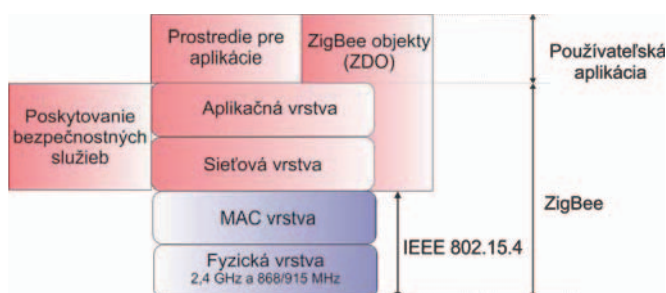 Prostredie pre
aplikácie
ZigBee objekty
(ZDO)
Používateľská
aplikácia
Poskytovanie
bezpečnostných
služieb
Aplikačná vrstva
Sieťová vrstva
ZigBee
MAC vrstva
IEEE 802.15.4
Fyzická vrstva
2,4 GHz a 868/915 MHz